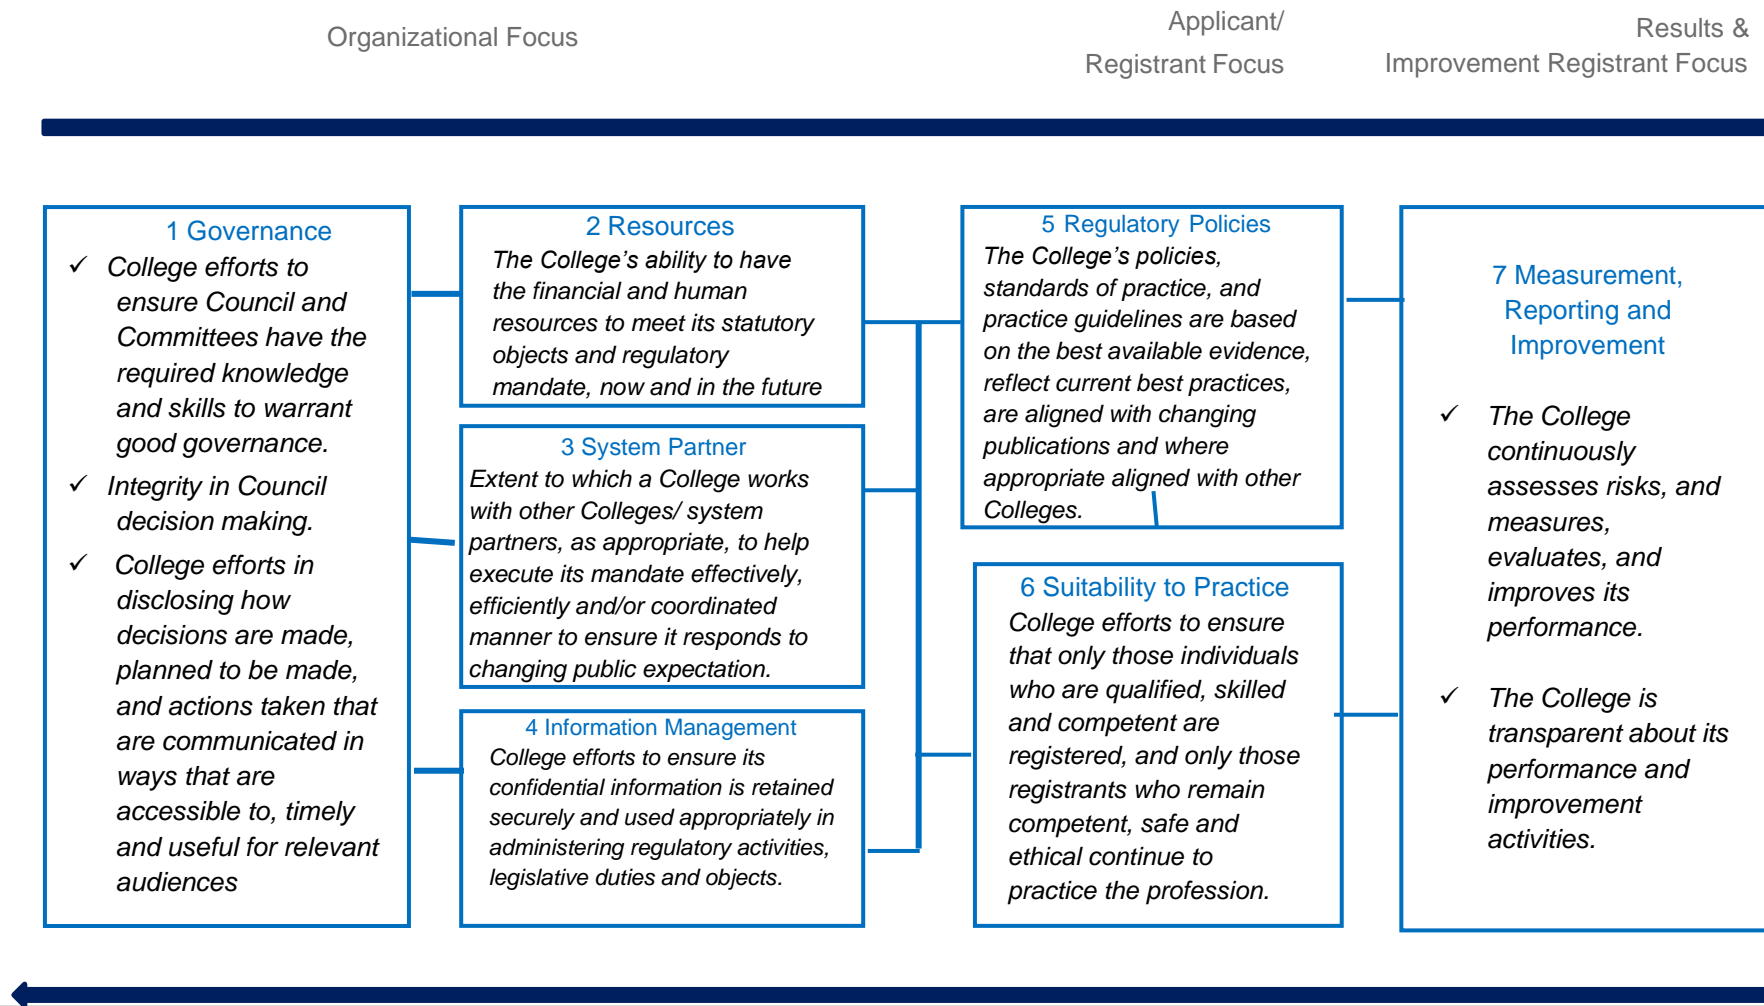 Organizational Focus
Applicant/
Registrant Focus
Results &
Improvement Registrant Focus
1 Governance
✓ College efforts to
ensure Council and
Committees have the
required knowledge
and skills to warrant
good governance.
✓ Integrity in Council
decision making.
✓ College efforts in
disclosing how
decisions are made,
planned to be made,
and actions taken that
are communicated in
ways that are
accessible to, timely
and useful for relevant
audiences
2 Resources
The College’s ability to have
the financial and human
resources to meet its statutory
objects and regulatory
mandate, now and in the future
3 System Partner
Extent to which a College works
with other Colleges/ system
partners, as appropriate, to help
execute its mandate effectively,
efficiently and/or coordinated
manner to ensure it responds to
changing public expectation.
4 Information Management
College efforts to ensure its
confidential information is retained
securely and used appropriately in
administering regulatory activities,
legislative duties and objects.
5 Regulatory Policies
The College’s policies,
standards of practice, and
practice guidelines are based
on the best available evidence,
reflect current best practices,
are aligned with changing
publications and where
appropriate aligned with other
Colleges.
6 Suitability to Practice
College efforts to ensure
that only those individuals
who are qualified, skilled
and competent are
registered, and only those
registrants who remain
competent, safe and
ethical continue to
practice the profession.
7 Measurement,
Reporting and
Improvement
✓ The College
continuously
assesses risks, and
measures,
evaluates, and
improves its
performance.
✓ The College is
transparent about its
performance and
improvement
activities.